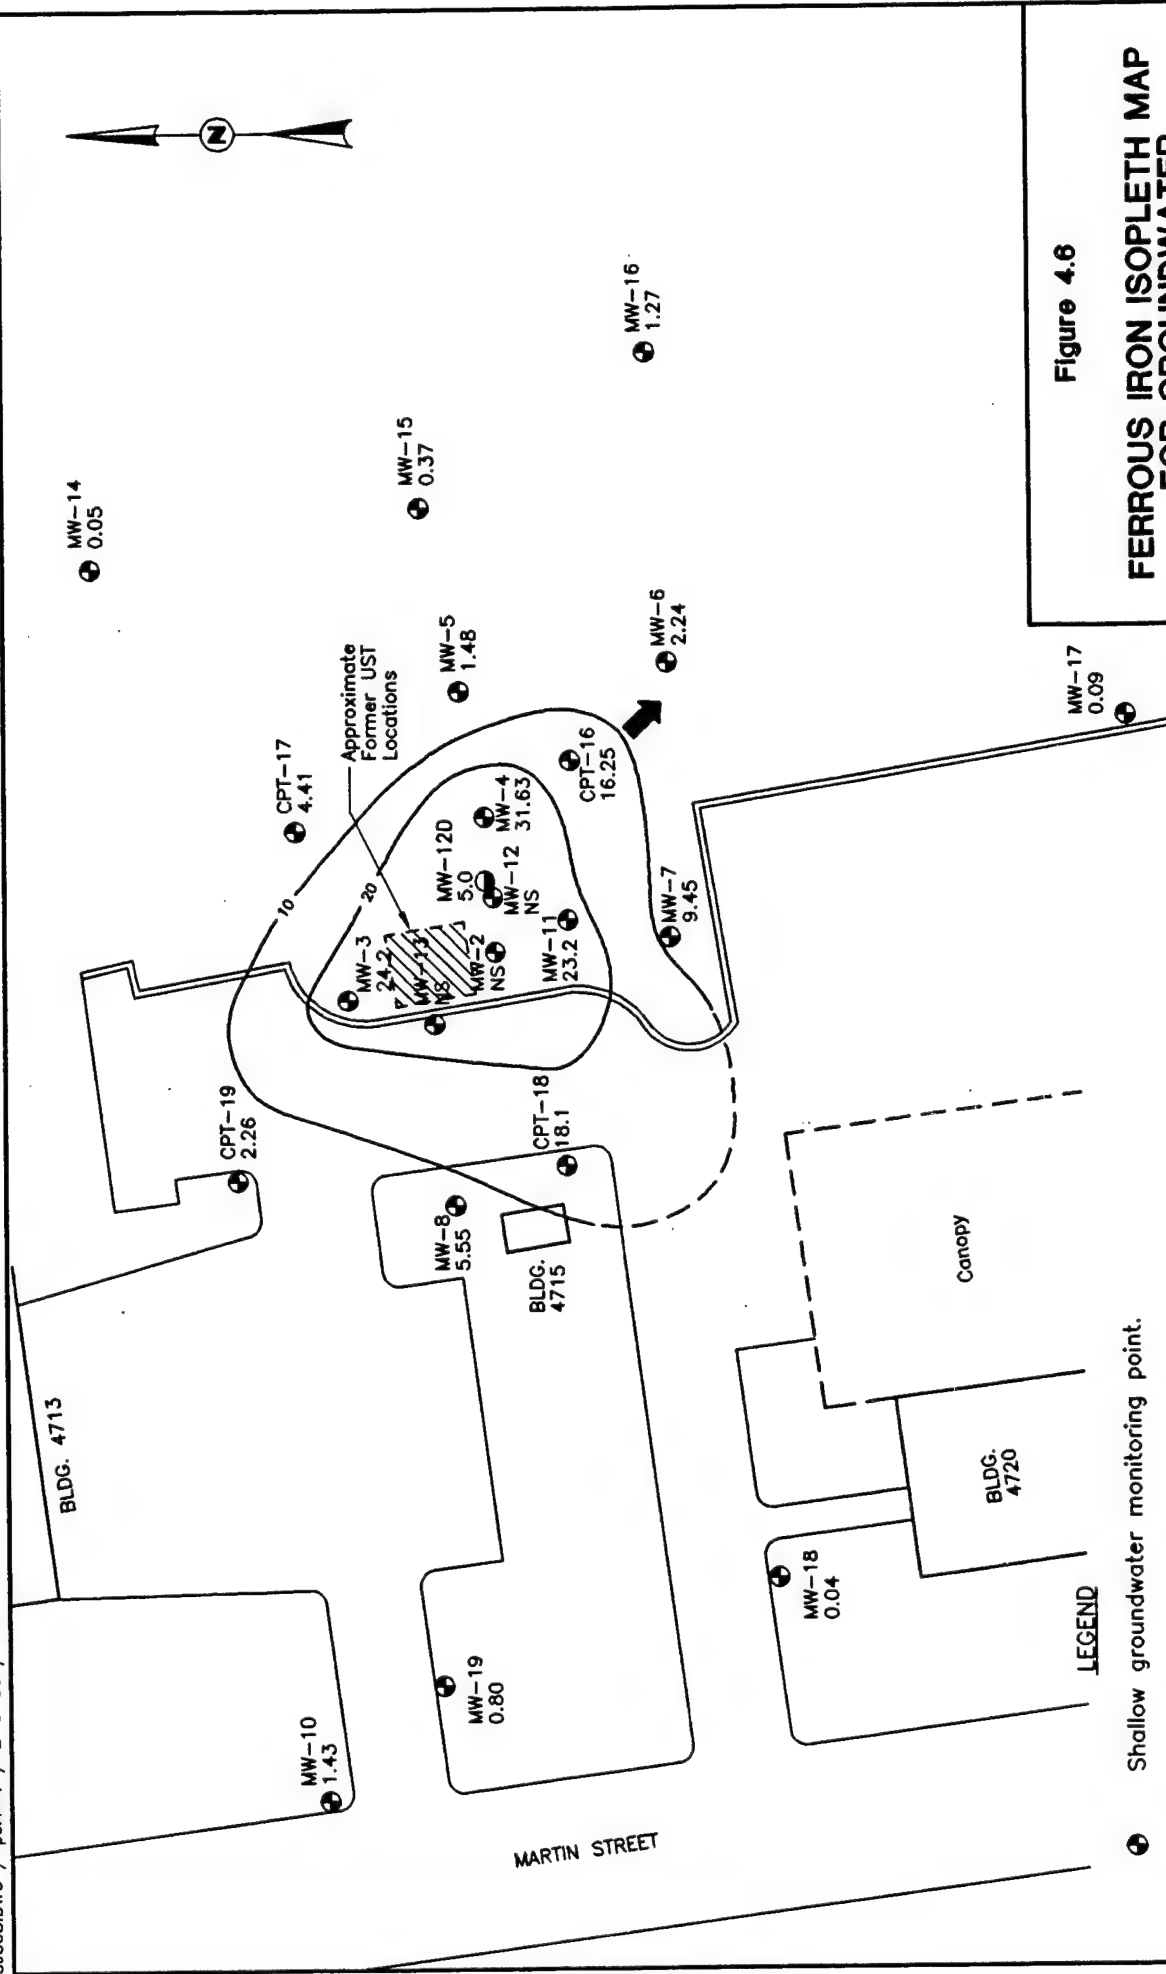 N
MW-14
0.05
MW-15
0.37
MW-16
1.27
MW-5
1.48
MW-6
2.24
MW-17
0.09
Approximate
Former UST
Locations
CPT-17
4.41
10
20
MW-4
31.63
CPT-16
16.25
MW-12D
5.0
MW-12
NS
MW-3
24.2
MW-13
NS
MW-2
NS
MW-11
23.2
MW-7
9.45
CPT-19
2.26
CPT-18
18.1
MW-8
5.55
BLDG.
4715
BLDG. 4713
Canopy
BLDG.
4720
MW-18
0.04
MW-19
0.80
MW-10
1.43
MARTIN STREET
LEGEND
Shallow groundwater monitoring point.
Figure 4.6
FERROUS IRON ISOPLETH MAP
FOR GROUNDWATER